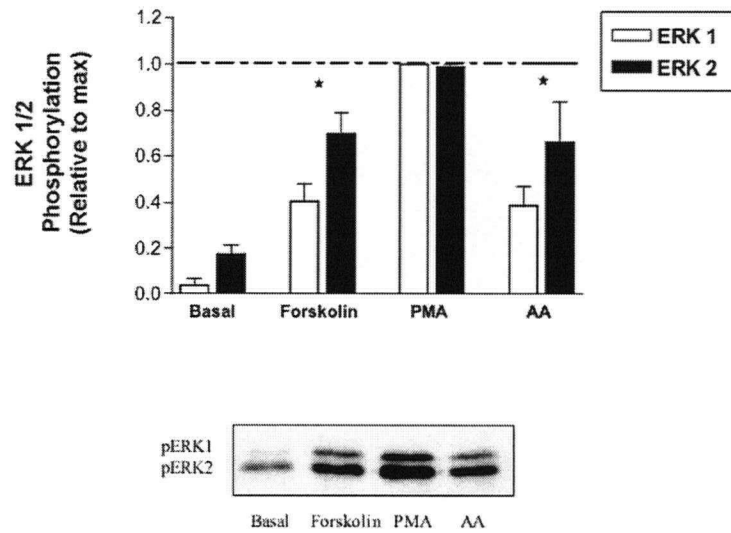 ERK 1/2
Phosphorylation
(Relative to max)
1.2
1.0
0.8
0.6
0.4
0.2
0.0
Basal Forskolin PMA AA
ERK 1
ERK 2
pERK1
pERK2
Basal Forskolin PMA AA